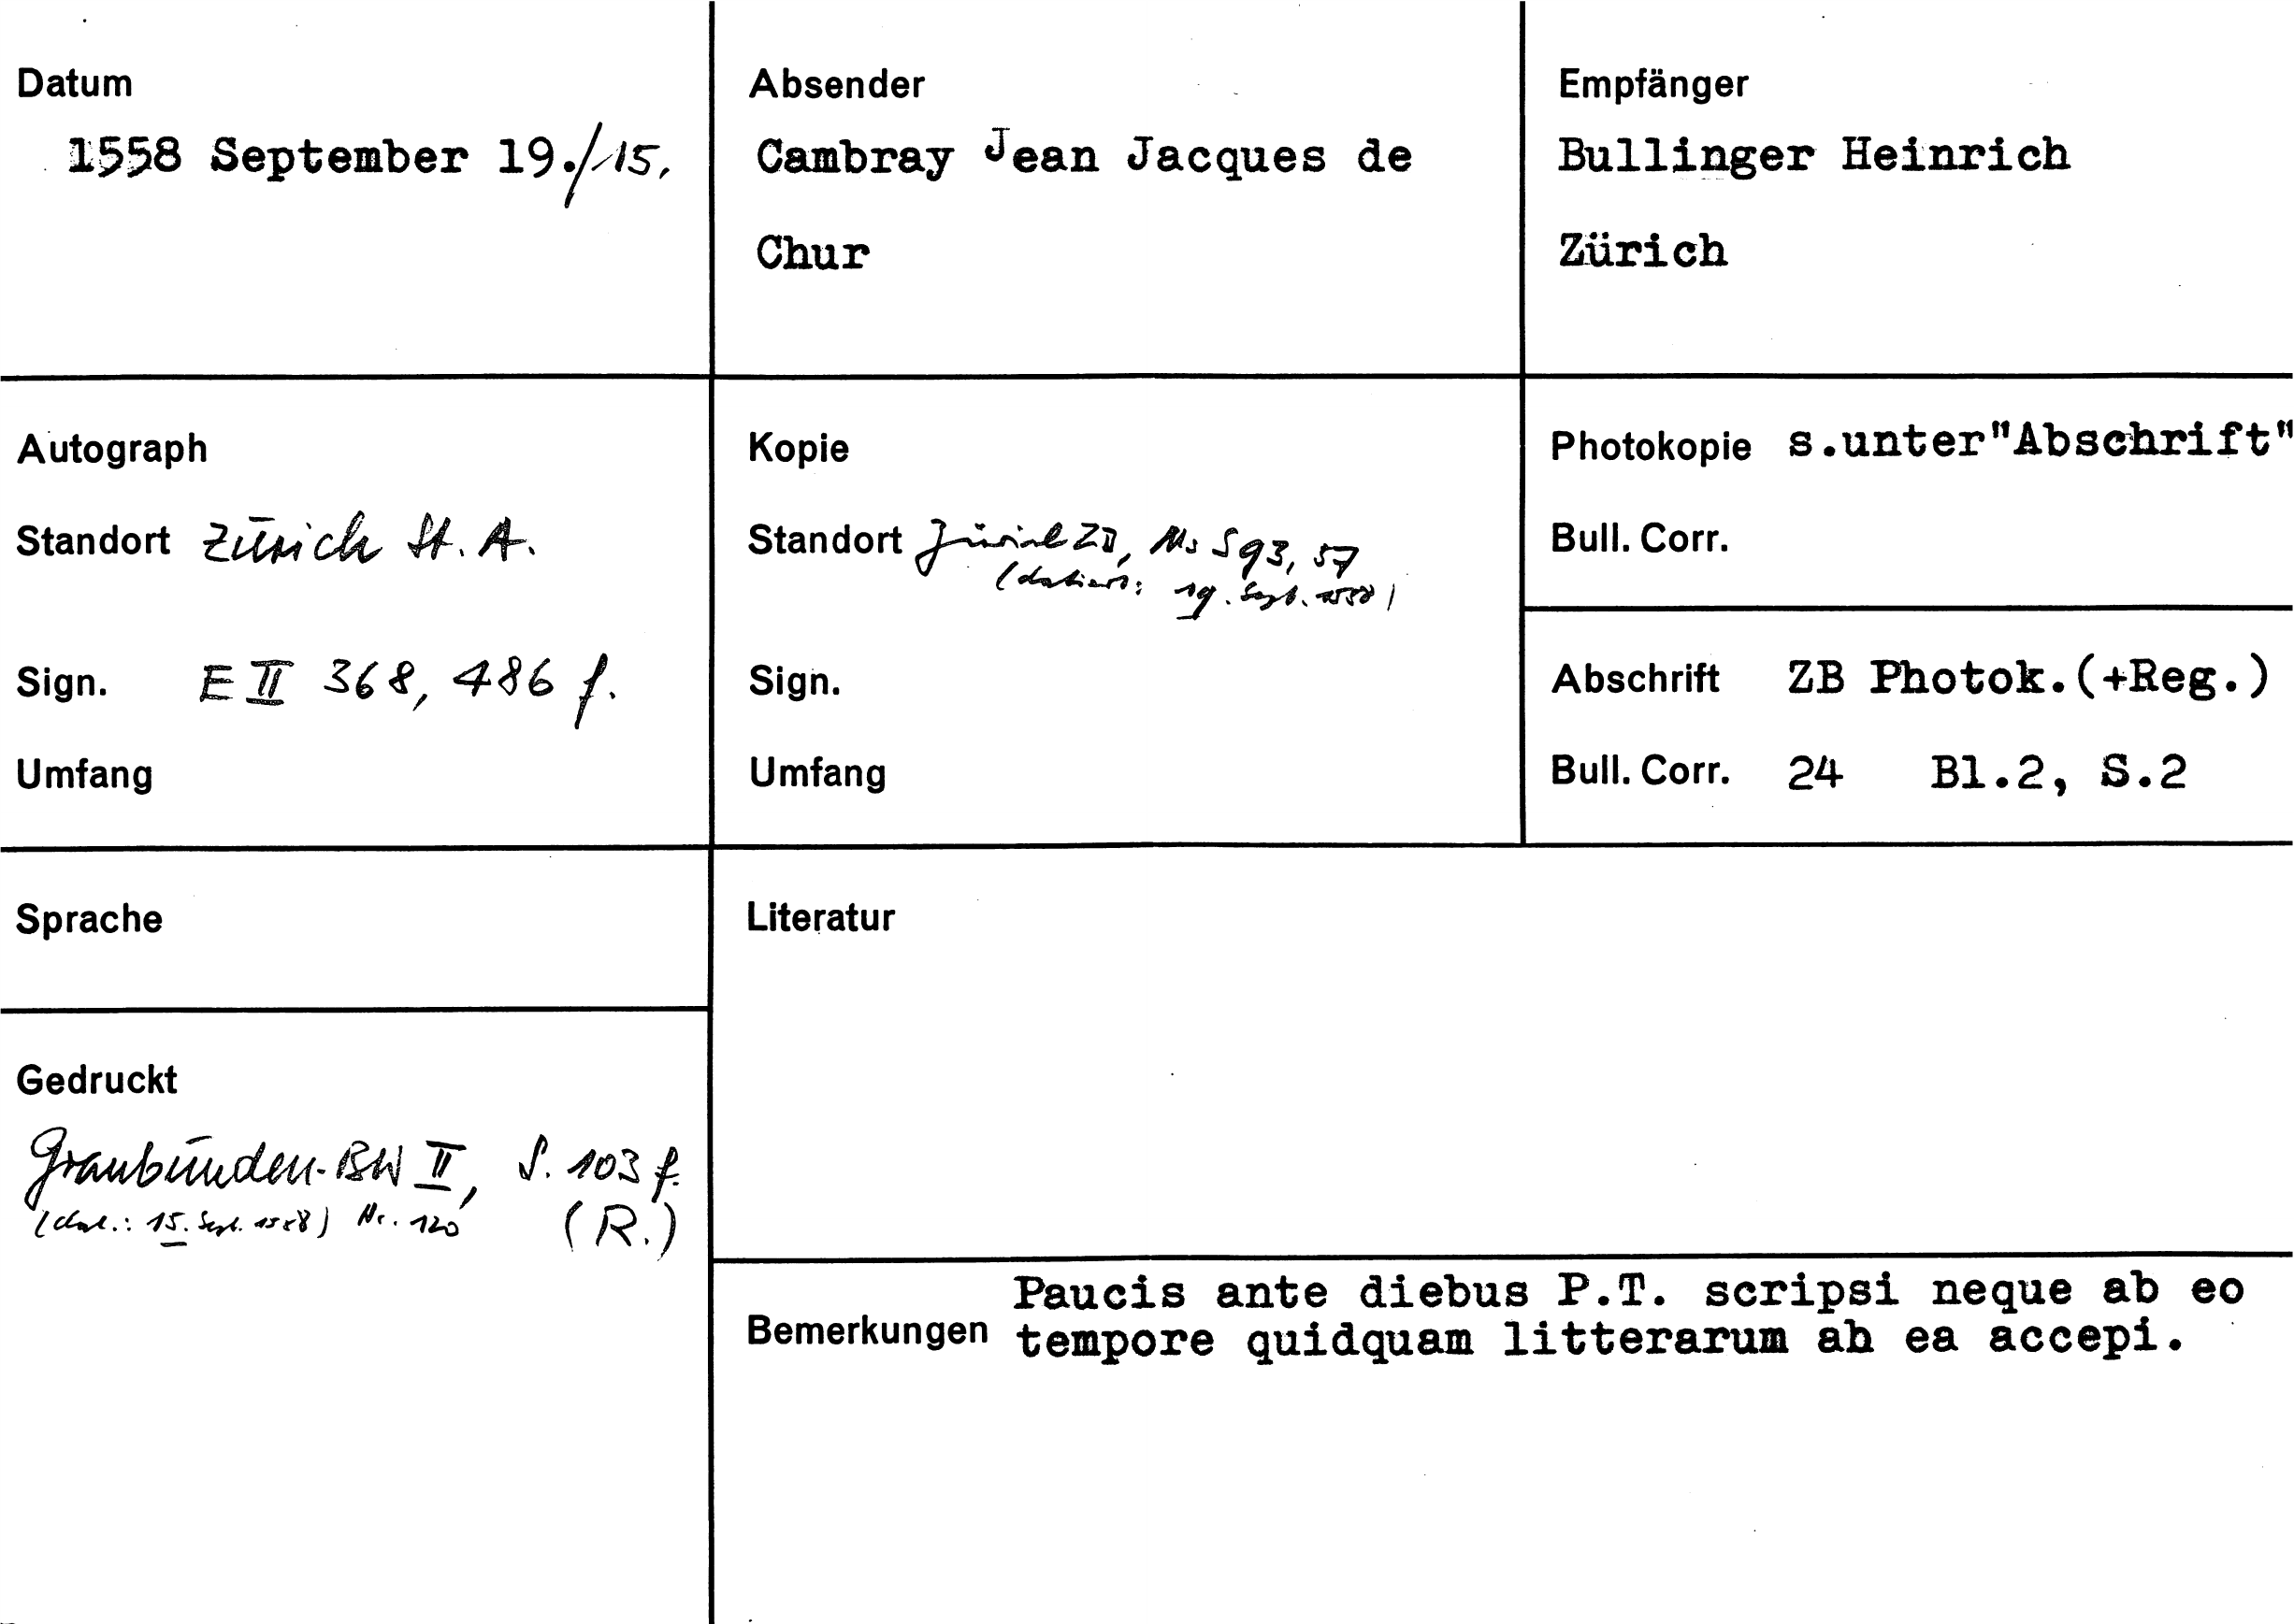 Datum
1558 September 19./15.
Absender
Cambray Jean Jacques de
Chur
Empfänger
Bullinger Heinrich
Zürich
Autograph
Standort Zürich St. A.
Sign. E II 368, 486 f.
Umfang
Kopie
Standort Zürich ZB, Ms S 93, 57
(datiert: 19. Sept. 1558)
Sign.
Umfang
Photokopie s.unter"Abschrift"
Bull. Corr.
Abschrift ZB Photok.(+Reg.)
Bull. Corr. 24 Bl.2, S.2
Sprache
Gedruckt
Graubünden-BW II, S. 103 f.
(dat.: 15. Sept. 1558) Nr. 120 (R.)
Literatur
Bemerkungen Paucis ante diebus P.T. scripsi neque ab eo
tempore quidquam litterarum ab ea accepi.